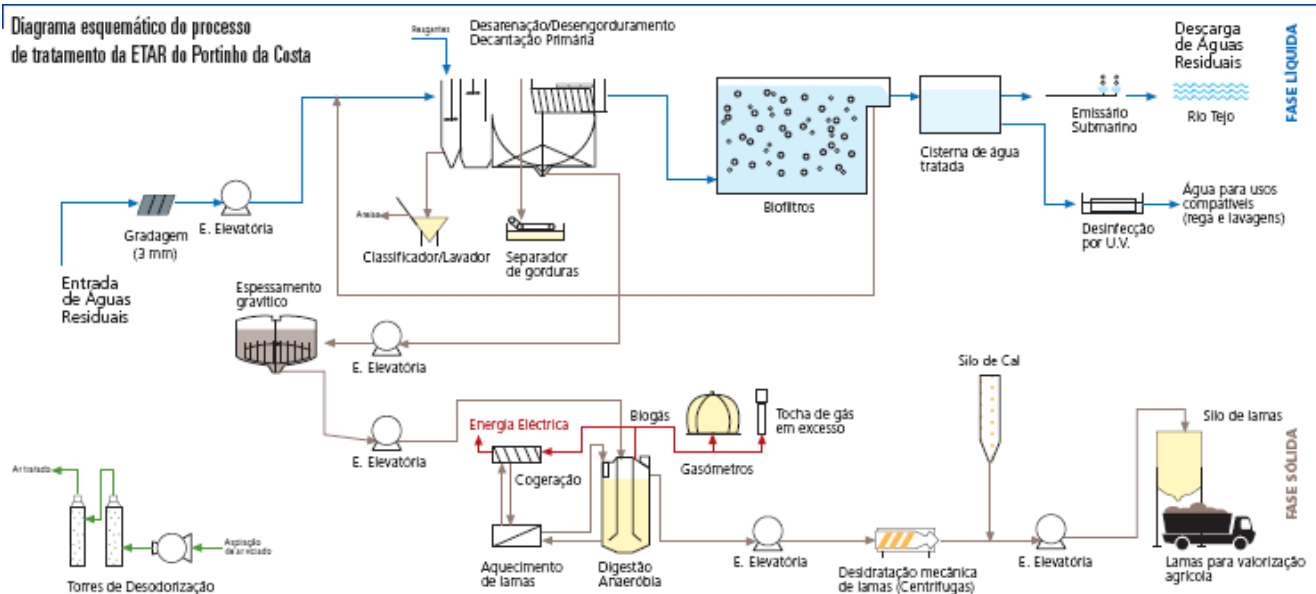 Diagrama esquemático do processo
de tratamento da ETAR do Portinho da Costa
Reagentes
Desarenação/Desengorduramento
Decantação Primária
Descarga
de Águas
Residuais
FASE LÍQUIDA
Emissário
Submarino
Rio Tejo
Cisterna de água
tratada
Biofiltros
Água para usos
compatíveis
(rega e lavagens)
Desinfecção
por U.V.
E. Elevatória
Gradagem
(3 mm)
Areias
Classificador/Lavador
Separador
de gorduras
Entrada
de Águas
Residuais
Espessamento
gravítico
E. Elevatória
Silo de Cal
E. Elevatória
Energia Eléctrica
Biogás
Tocha de gás
em excesso
Silo de lamas
Cogeração
Gasómetros
FASE SÓLIDA
Ar tratado
Aspiração
de ar viciado
Torres de Desodorização
Aquecimento
de lamas
Digestão
Anaeróbia
E. Elevatória
Desidratação mecânica
de lamas (Centrífugas)
E. Elevatória
Lamas para valorização
agrícola